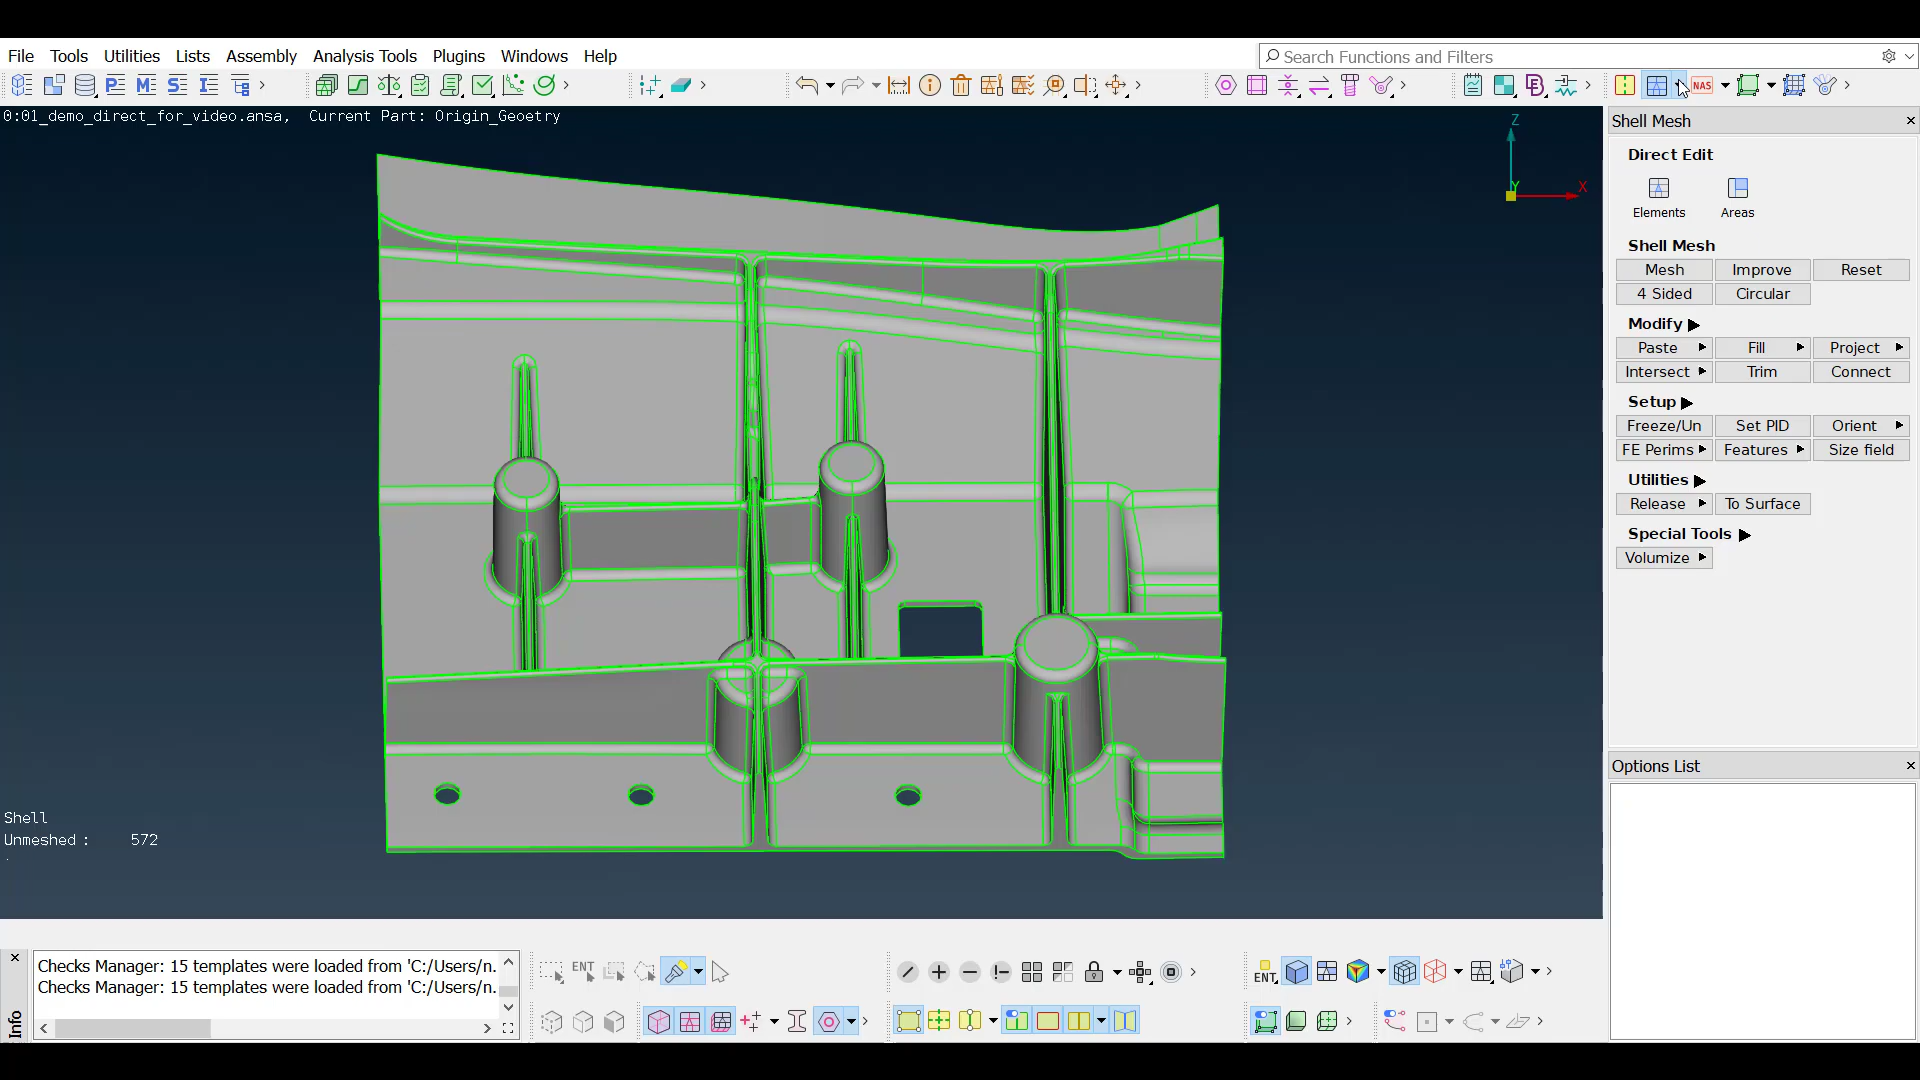 File Tools Utilities Lists Assembly Analysis Tools Plugins Windows Help
Search Functions and Filters
P M S I
NAS
0:01_demo_direct_for_video.ansa,  Current Part: Origin_Geoetry
Z
Y
X
Shell Mesh
Direct Edit
Elements Areas
Shell Mesh
Mesh Improve Reset
4 Sided Circular
Modify
Paste Fill Project
Intersect Trim Connect
Setup
Freeze/Un Set PID Orient
FE Perims Features Size field
Utilities
Release To Surface
Special Tools
Volumize
Options List
Shell
Unmeshed : 572
Info
Checks Manager: 15 templates were loaded from 'C:/Users/n.
Checks Manager: 15 templates were loaded from 'C:/Users/n.
ENT
ENT